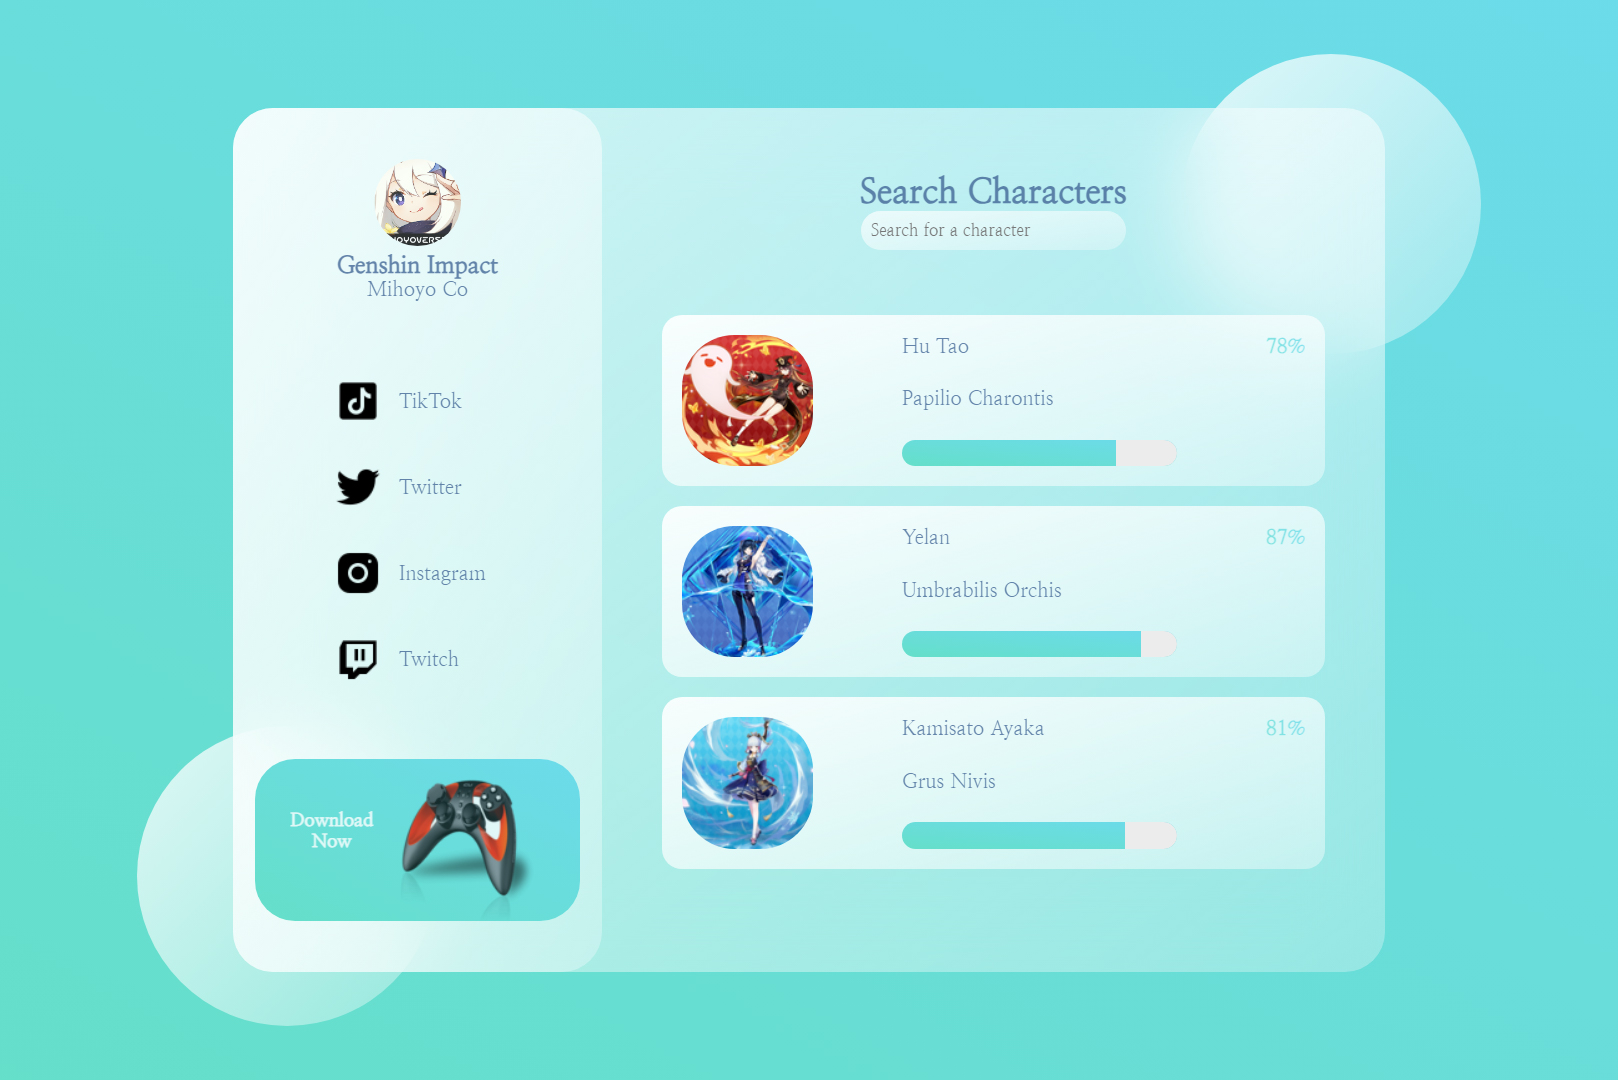 HOYOVERSE
Genshin Impact
Mihoyo Co
TikTok
Twitter
Instagram
Twitch
Download
Now
Search Characters
Search for a character
Hu Tao
78%
Papilio Charontis
Yelan
87%
Umbrabilis Orchis
Kamisato Ayaka
81%
Grus Nivis